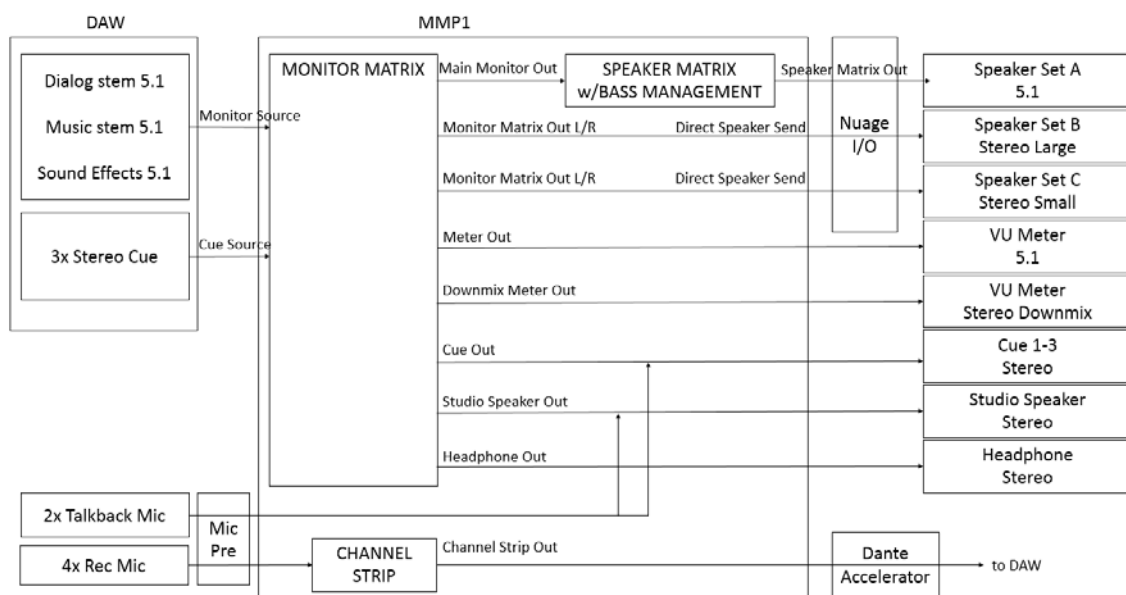 DAW
MMP1
Dialog stem 5.1
Music stem 5.1
Sound Effects 5.1
Monitor Source
3x Stereo Cue
Cue Source
MONITOR MATRIX
Main Monitor Out
SPEAKER MATRIX
w/BASS MANAGEMENT
Speaker Matrix Out
Monitor Matrix Out L/R
Direct Speaker Send
Monitor Matrix Out L/R
Direct Speaker Send
Meter Out
Downmix Meter Out
Cue Out
Studio Speaker Out
Headphone Out
Nuage
I/O
Speaker Set A
5.1
Speaker Set B
Stereo Large
Speaker Set C
Stereo Small
VU Meter
5.1
VU Meter
Stereo Downmix
Cue 1-3
Stereo
Studio Speaker
Stereo
Headphone
Stereo
2x Talkback Mic
4x Rec Mic
Mic
Pre
CHANNEL
STRIP
Channel Strip Out
Dante
Accelerator
to DAW